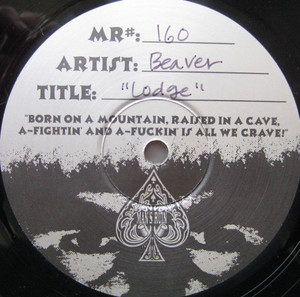 MR#: 160
ARTIST: Beaver
TITLE: "Lodge"
"BORN ON A MOUNTAIN, RAISED IN A CAVE,
A-FIGHTIN' AND A-FUCKIN' IS ALL WE CRAVE!"